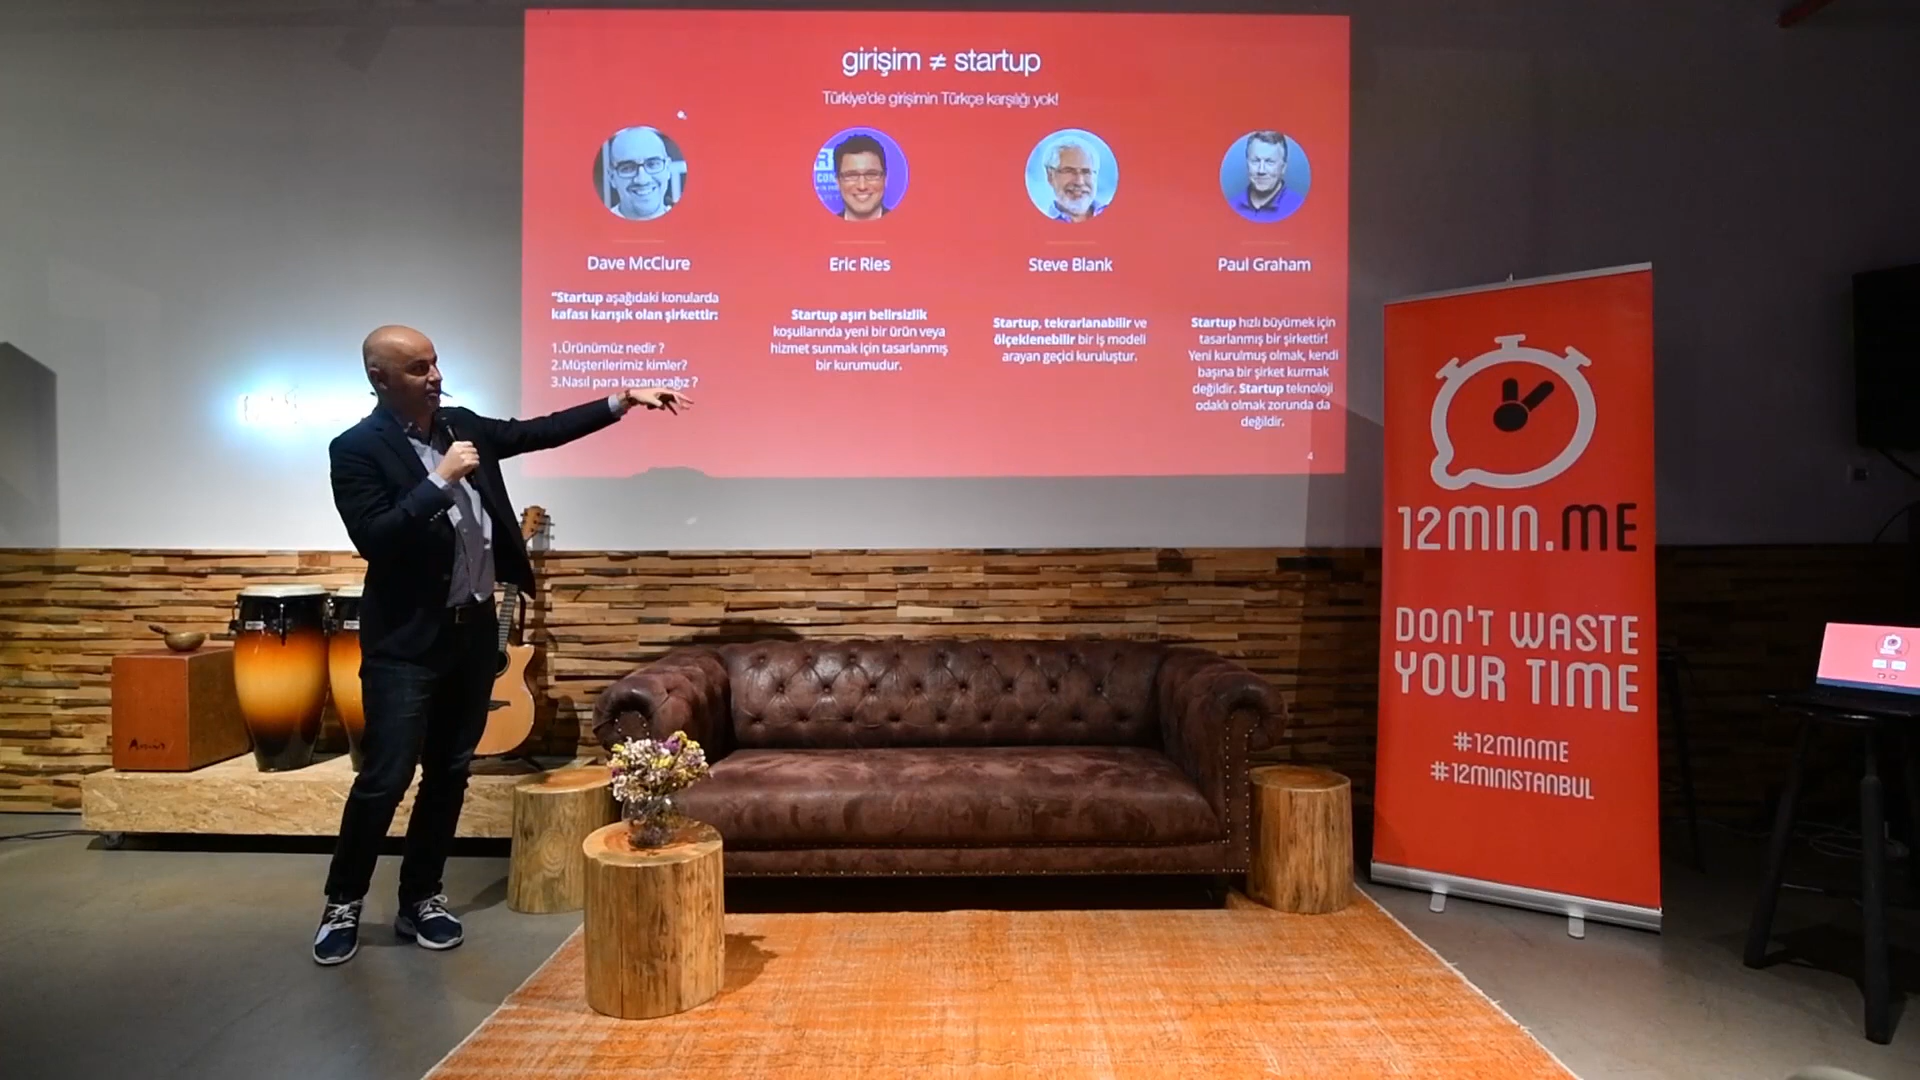 girişim ≠ startup
Türkiye'de girişimin Türkçe karşılığı yok!
Dave McClure
"Startup aşağıdaki konularda
kafası karışık olan şirkettir:
1.Ürünümüz nedir ?
2.Müşterilerimiz kimler?
3.Nasıl para kazanacağız ?
Eric Ries
Startup aşırı belirsizlik
koşullarında yeni bir ürün veya
hizmet sunmak için tasarlanmış
bir kurumudur.
Steve Blank
Startup, tekrarlanabilir ve
ölçeklenebilir bir iş modeli
arayan geçici kuruluştur.
Paul Graham
Startup hızlı büyümek için
tasarlanmış bir şirkettir!
Yeni kurulmuş olmak, kendi
başına bir şirket kurmak
değildir. Startup teknoloji
odaklı olmak zorunda da
değildir.
4
12MIN.ME
DON'T WASTE
YOUR TIME
#12MINME
#12MINISTANBUL